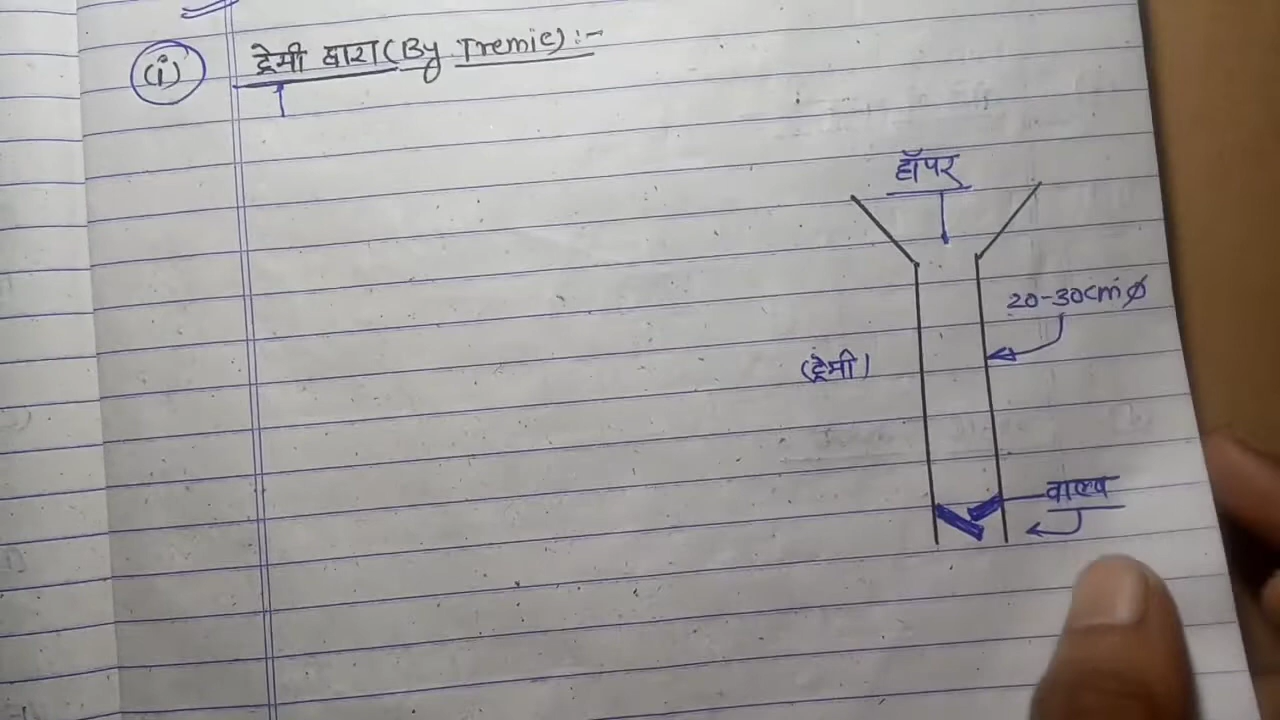 (i) ट्रेमी द्वारा (By Tremie) :-
हॉपर
20-30cm φ
(ट्रेमी)
वाल्व